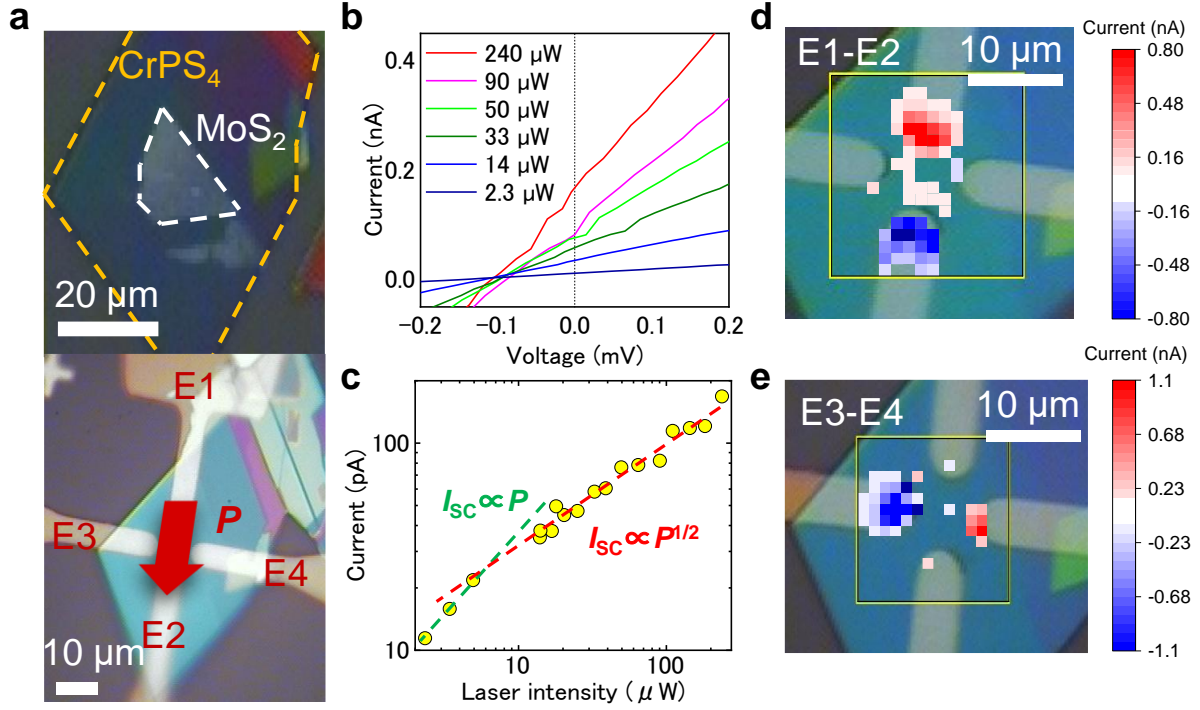 a
CrPS4
MoS2
20 μm
E1
P
E3
E4
E2
10 μm
b
0.4
0.2
0.0
Current (nA)
240 μW
90 μW
50 μW
33 μW
14 μW
2.3 μW
−0.2
−0.1
0.0
0.1
0.2
Voltage (mV)
c
100
10
Current (pA)
ISC∝P
ISC∝P1/2
10
100
Laser intensity (μW)
d
E1-E2
10 μm
Current (nA)
0.80
0.48
0.16
-0.16
-0.48
-0.80
e
E3-E4
10 μm
Current (nA)
1.1
0.68
0.23
-0.23
-0.68
-1.1